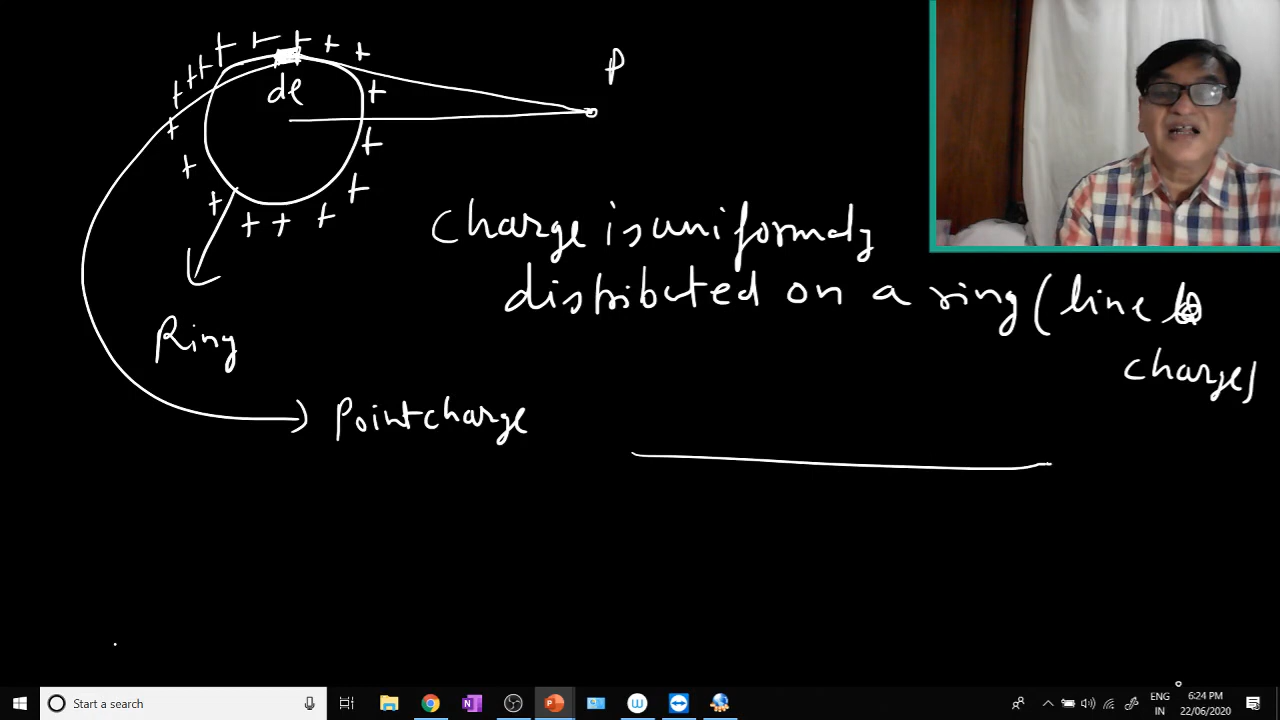 P
dl
Charge is uniformly
distributed on a ring (line
charge)
Ring
Point charge
Start a search
ENG
IN
6:24 PM
22/06/2020